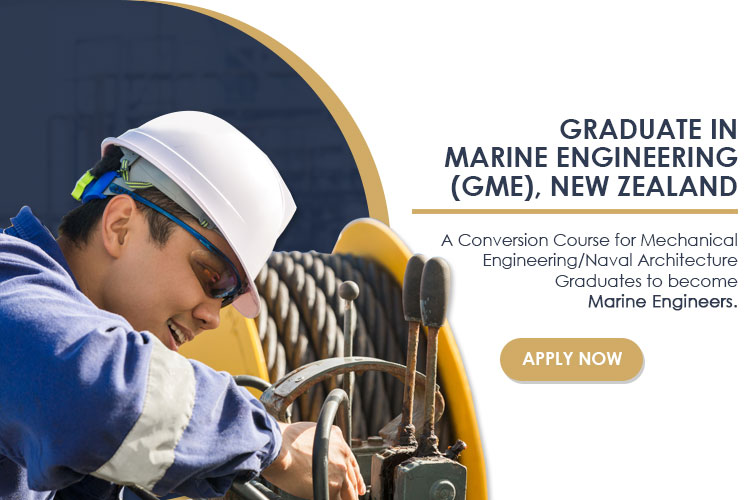 GRADUATE IN
MARINE ENGINEERING
(GME), NEW ZEALAND
A Conversion Course for Mechanical
Engineering/Naval Architecture
Graduates to become
Marine Engineers.
APPLY NOW